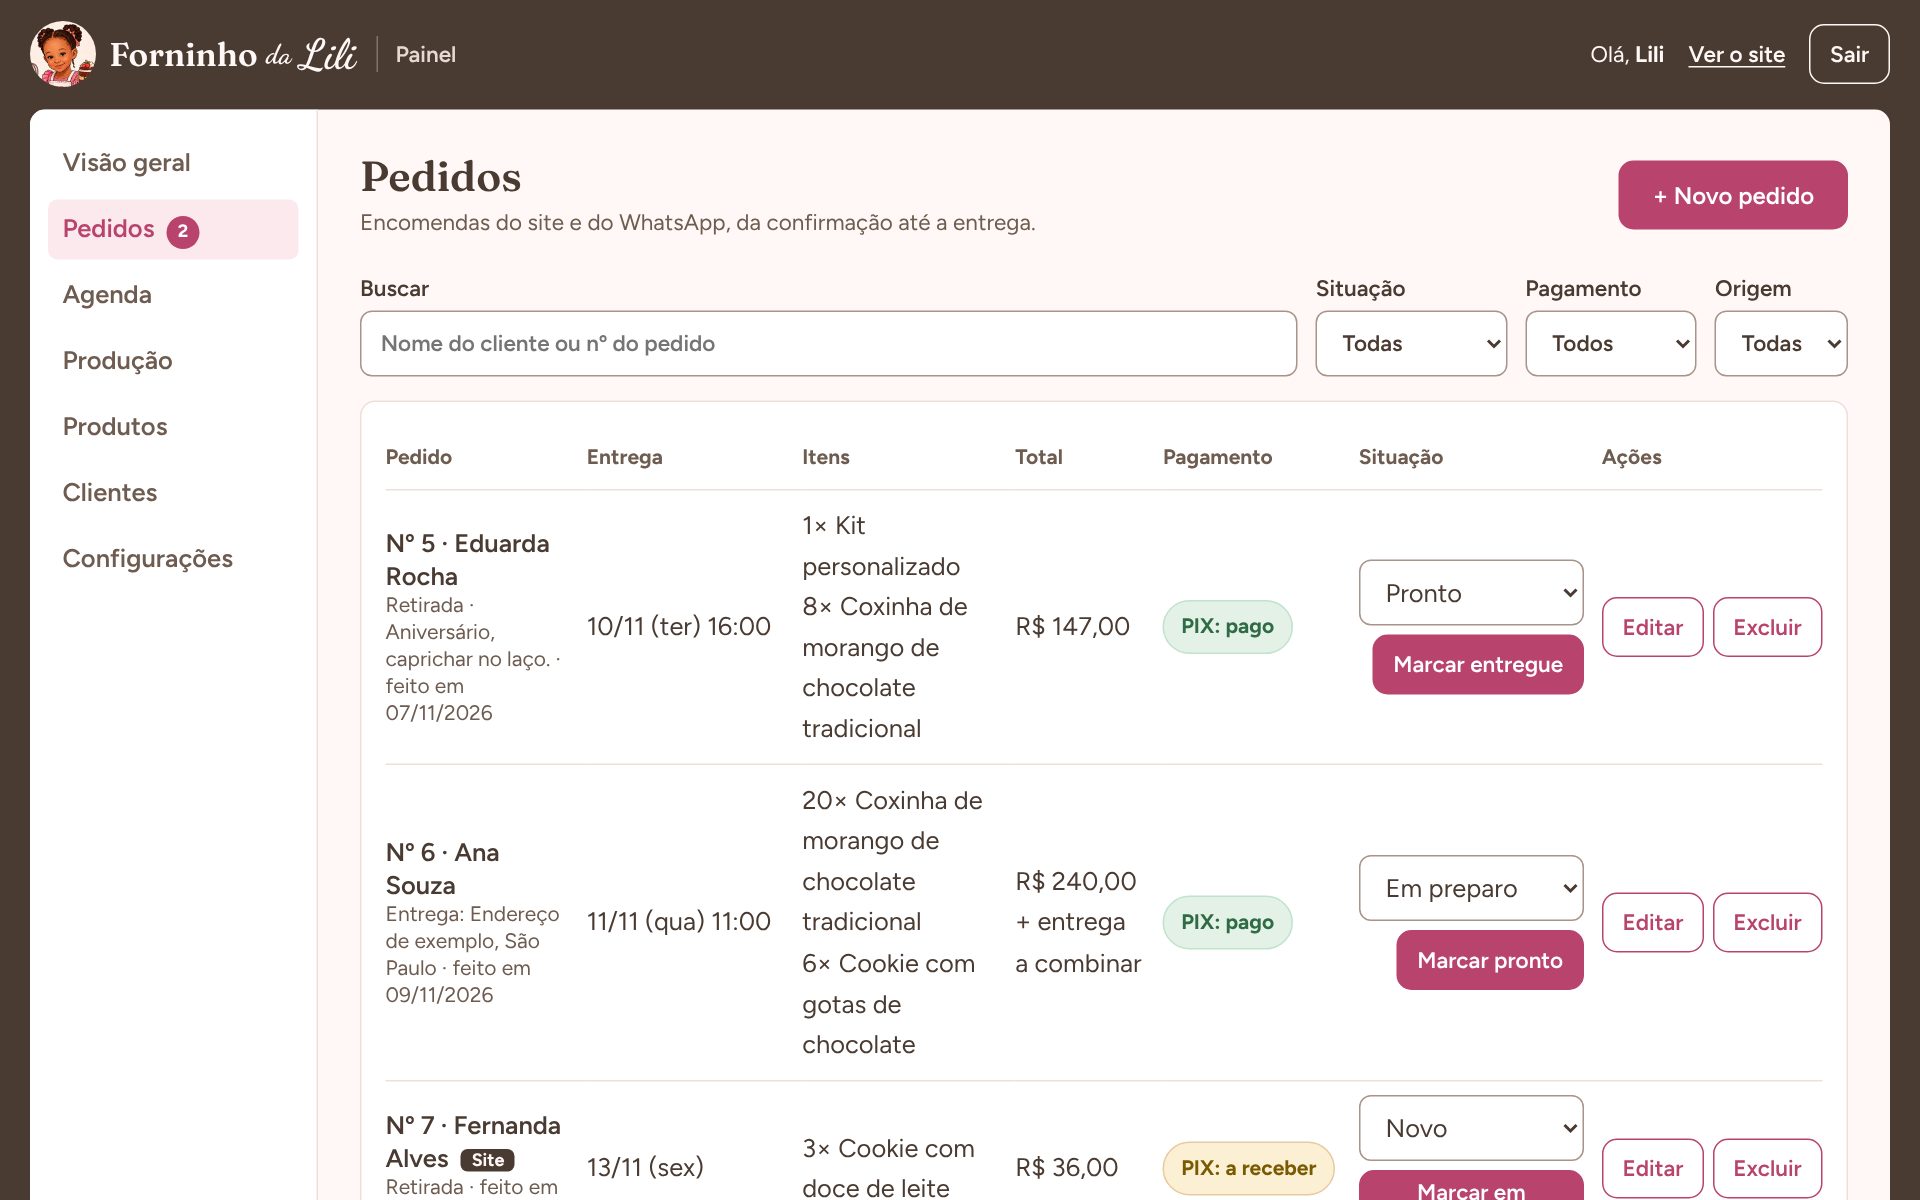 Forninho da Lili
Painel
Olá, Lili
Ver o site
Sair
Visão geral
Pedidos 2
Agenda
Produção
Produtos
Clientes
Configurações
Pedidos
Encomendas do site e do WhatsApp, da confirmação até a entrega.
+ Novo pedido
Buscar
Nome do cliente ou nº do pedido
Situação
Todas
Pagamento
Todos
Origem
Todas
Pedido
Entrega
Itens
Total
Pagamento
Situação
Ações
Nº 5 · Eduarda
Rocha
Retirada ·
Aniversário,
caprichar no laço. ·
feito em
07/11/2026
10/11 (ter) 16:00
1× Kit
personalizado
8× Coxinha de
morango de
chocolate
tradicional
R$ 147,00
PIX: pago
Pronto
Marcar entregue
Editar
Excluir
Nº 6 · Ana
Souza
Entrega: Endereço
de exemplo, São
Paulo · feito em
09/11/2026
11/11 (qua) 11:00
20× Coxinha de
morango de
chocolate
tradicional
6× Cookie com
gotas de
chocolate
R$ 240,00
+ entrega
a combinar
PIX: pago
Em preparo
Marcar pronto
Editar
Excluir
Nº 7 · Fernanda
Alves Site
Retirada · feito em
13/11 (sex)
3× Cookie com
doce de leite
R$ 36,00
PIX: a receber
Novo
Marcar em
Editar
Excluir